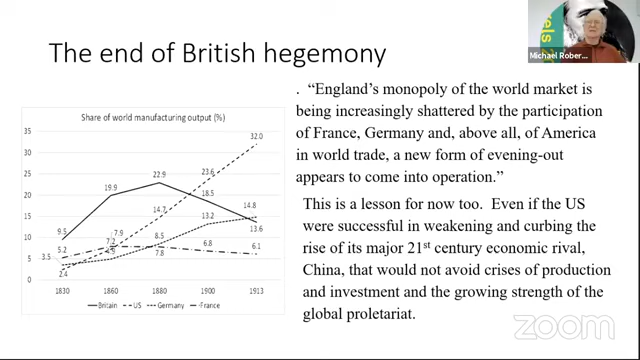 Michael Rober...
The end of British hegemony
. “England’s monopoly of the world market is
being increasingly shattered by the participation
of France, Germany and, above all, of America
in world trade, a new form of evening-out
appears to come into operation.”
This is a lesson for now too. Even if the US
were successful in weakening and curbing the
rise of its major 21st century economic rival,
China, that would not avoid crises of production
and investment and the growing strength of the
global proletariat.
Share of world manufacturing output (%)
35
30
25
20
15
10
5
0
9.5
19.9
22.9
18.5
13.6
2.4
7.2
14.7
23.6
32.0
3.5
8.5
13.2
14.8
5.2
7.9
7.8
6.8
6.1
1830 1860 1880 1900 1913
Britain US Germany France
zoom